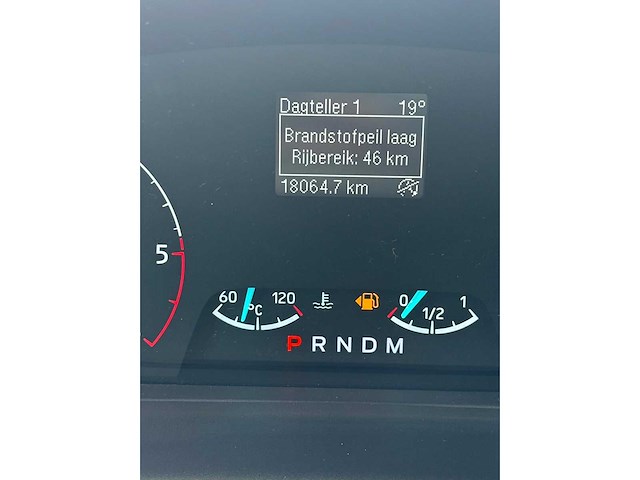 Dagteller 1 19°
Brandstofpeil laag
Rijbereik: 46 km
18064.7 km
5
60 120 0 1
°C 1/2
P R N D M